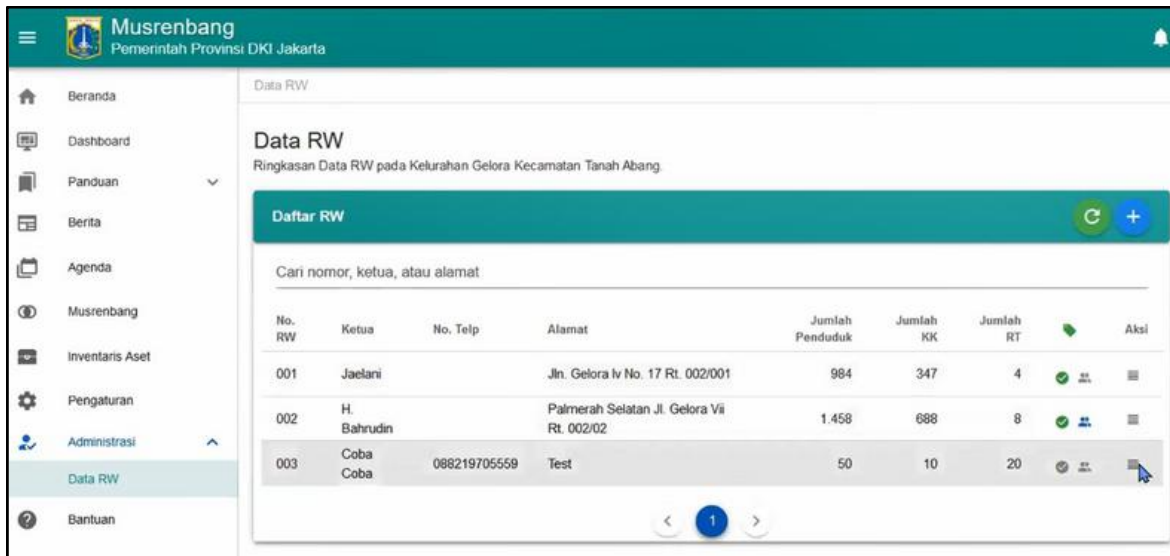 Musrenbang
Pemerintah Provinsi DKI Jakarta
Beranda
Dashboard
Panduan
Berita
Agenda
Musrenbang
Inventaris Aset
Pengaturan
Administrasi
Data RW
Bantuan
Data RW
Data RW
Ringkasan Data RW pada Kelurahan Gelora Kecamatan Tanah Abang.
Daftar RW
Cari nomor, ketua, atau alamat
No. RW Ketua No. Telp Alamat Jumlah Penduduk Jumlah KK Jumlah RT Aksi
001 Jaelani Jln. Gelora Iv No. 17 Rt. 002/001 984 347 4
002 H. Bahrudin Palmerah Selatan Jl. Gelora Vii Rt. 002/02 1.458 688 8
003 Coba Coba 088219705559 Test 50 10 20
1